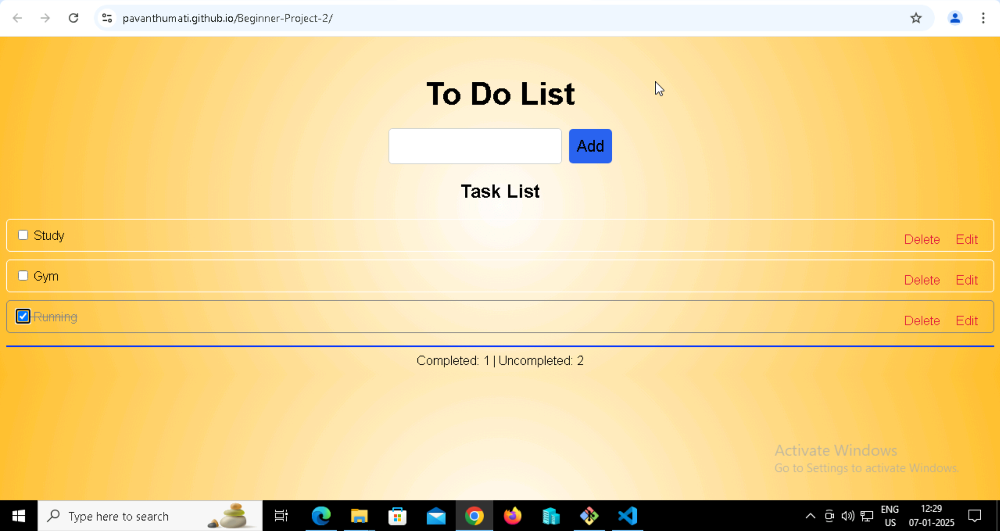 pavanthumati.github.io/Beginner-Project-2/
To Do List
Add
Task List
Study
Delete Edit
Gym
Delete Edit
Running
Delete Edit
Completed: 1 | Uncompleted: 2
Activate Windows
Go to Settings to activate Windows.
Type here to search
ENG
US
12:29
07-01-2025